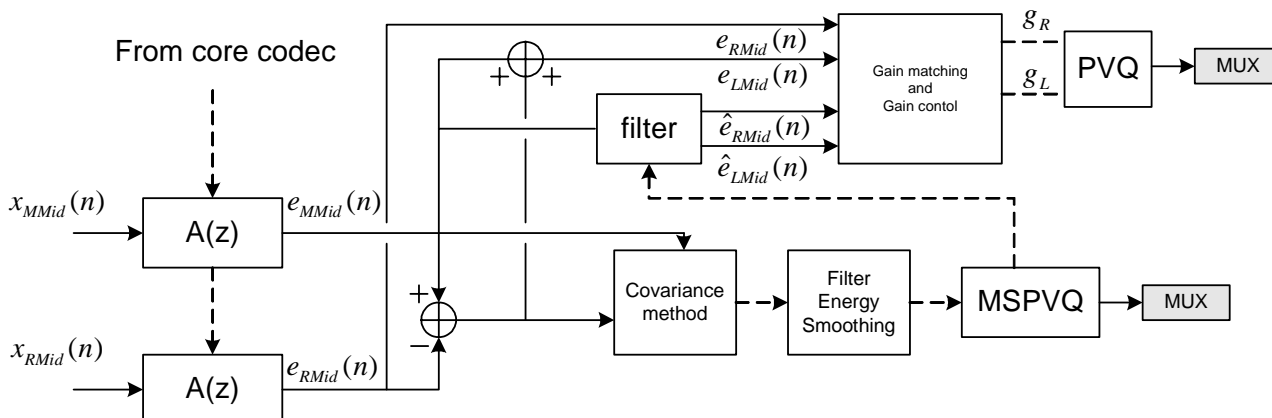 From core codec
g_R
PVQ
MUX
g_L
e_{RMid}(n)
e_{LMid}(n)
Gain matching
and
Gain contol
+ +
filter
ê_{RMid}(n)
ê_{LMid}(n)
x_{MMid}(n)
A(z)
e_{MMid}(n)
+
−
Covariance
method
Filter
Energy
Smoothing
MSPVQ
MUX
x_{RMid}(n)
A(z)
e_{RMid}(n)